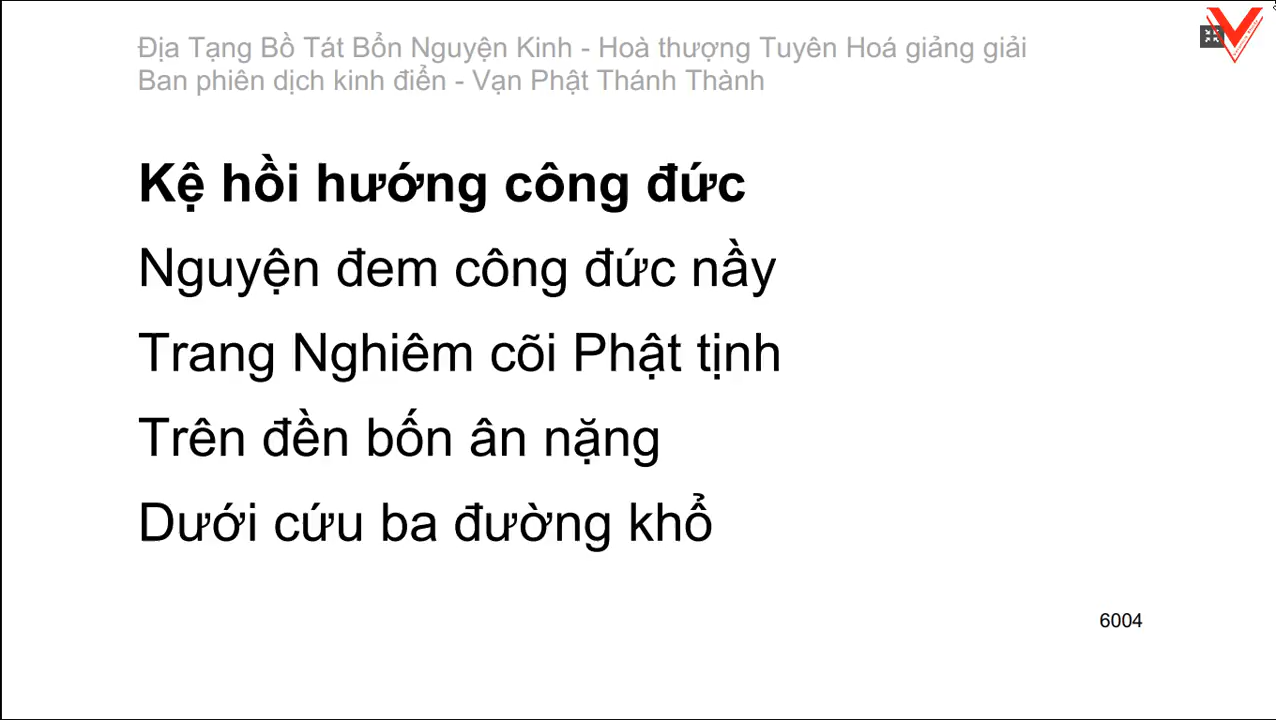 Địa Tạng Bồ Tát Bổn Nguyện Kinh - Hoà thượng Tuyên Hoá giảng giải
Ban phiên dịch kinh điển - Vạn Phật Thánh Thành
Kệ hồi hướng công đức
Nguyện đem công đức nầy
Trang Nghiêm cõi Phật tịnh
Trên đền bốn ân nặng
Dưới cứu ba đường khổ
6004